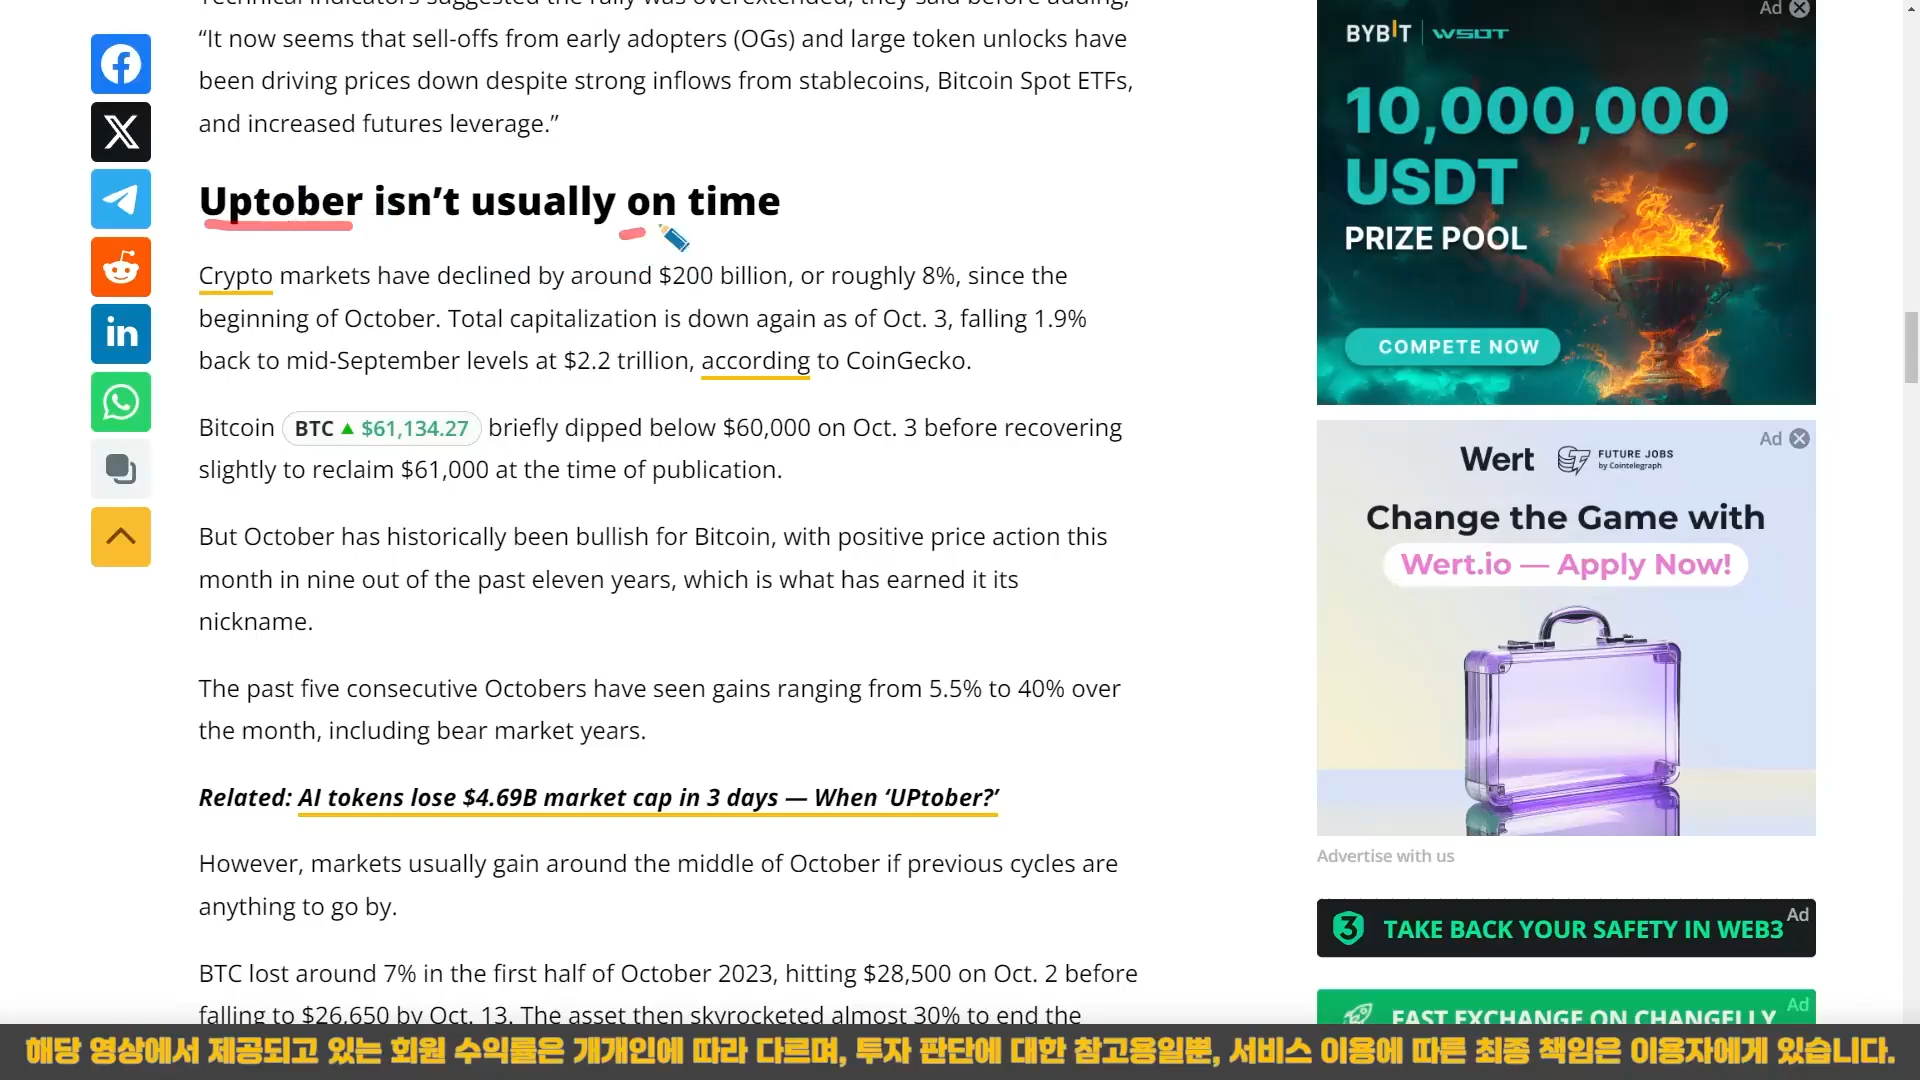 “It now seems that sell-offs from early adopters (OGs) and large token unlocks have
been driving prices down despite strong inflows from stablecoins, Bitcoin Spot ETFs,
and increased futures leverage.”
Uptober isn’t usually on time
Crypto markets have declined by around $200 billion, or roughly 8%, since the
beginning of October. Total capitalization is down again as of Oct. 3, falling 1.9%
back to mid-September levels at $2.2 trillion, according to CoinGecko.
Bitcoin BTC ▲ $61,134.27 briefly dipped below $60,000 on Oct. 3 before recovering
slightly to reclaim $61,000 at the time of publication.
But October has historically been bullish for Bitcoin, with positive price action this
month in nine out of the past eleven years, which is what has earned it its
nickname.
The past five consecutive Octobers have seen gains ranging from 5.5% to 40% over
the month, including bear market years.
Related: AI tokens lose $4.69B market cap in 3 days — When ‘UPtober?’
However, markets usually gain around the middle of October if previous cycles are
anything to go by.
BTC lost around 7% in the first half of October 2023, hitting $28,500 on Oct. 2 before
falling to $26,650 by Oct. 13. The asset then skyrocketed almost 30% to end the
Ad
BYBIT | WSOT
10,000,000
USDT
PRIZE POOL
COMPETE NOW
Ad
Wert FUTURE JOBS
by Cointelegraph
Change the Game with
Wert.io — Apply Now!
Advertise with us
TAKE BACK YOUR SAFETY IN WEB3 Ad
Ad
FAST EXCHANGE ON CHANGELLY
해당 영상에서 제공되고 있는 회원 수익률은 개개인에 따라 다르며, 투자 판단에 대한 참고용일뿐, 서비스 이용에 따른 최종 책임은 이용자에게 있습니다.